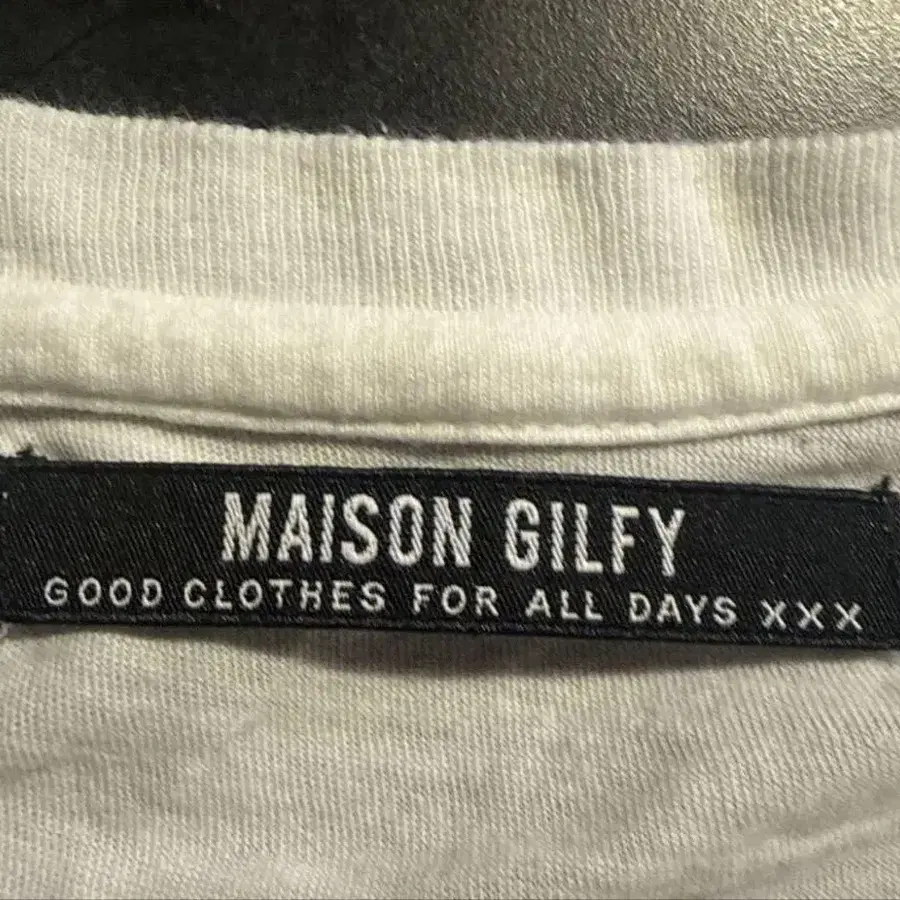 MAISON GILFY
GOOD CLOTHES FOR ALL DAYS XXX